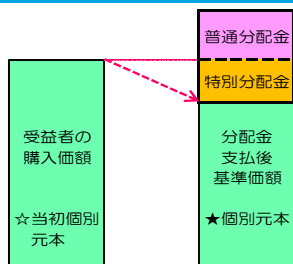 普通分配金
特別分配金
受益者の
購入価額
☆当初個別
元本
分配金
支払後
基準価額
★個別元本